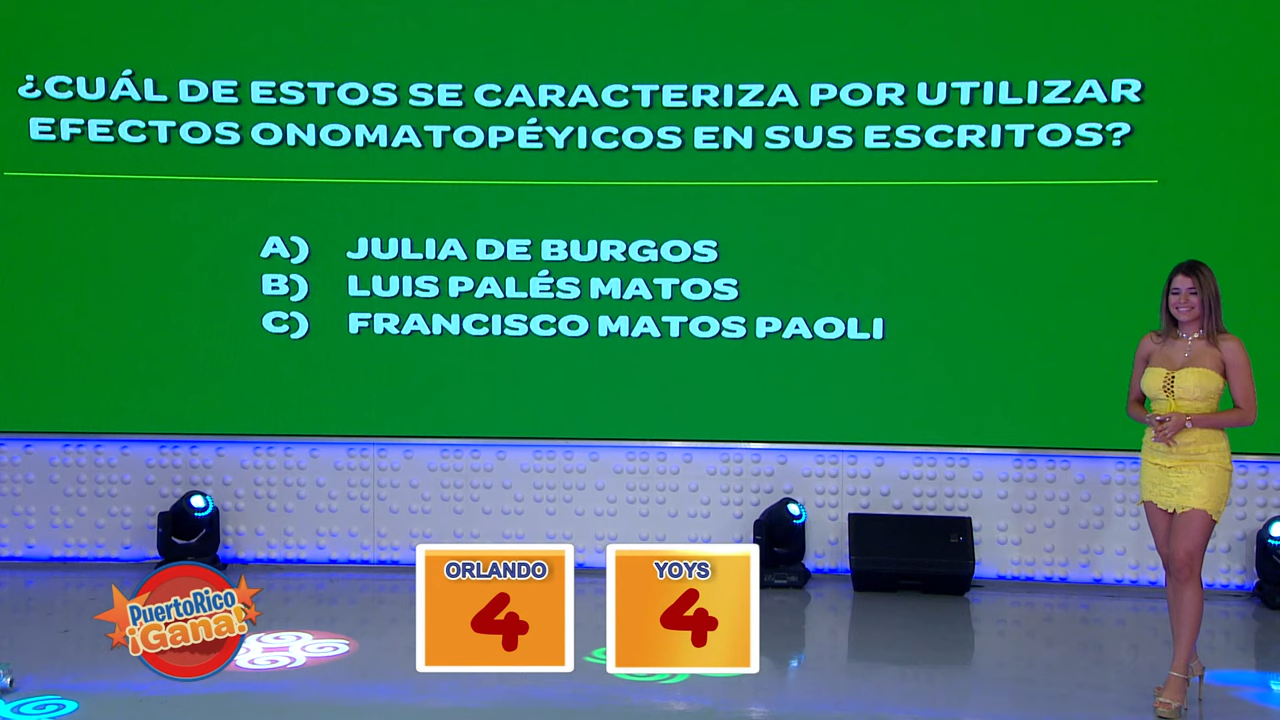 ¿CUÁL DE ESTOS SE CARACTERIZA POR UTILIZAR
EFECTOS ONOMATOPÉYICOS EN SUS ESCRITOS?
A) JULIA DE BURGOS
B) LUIS PALÉS MATOS
C) FRANCISCO MATOS PAOLI
ORLANDO
4
YOYS
4
PuertoRico
¡Gana!